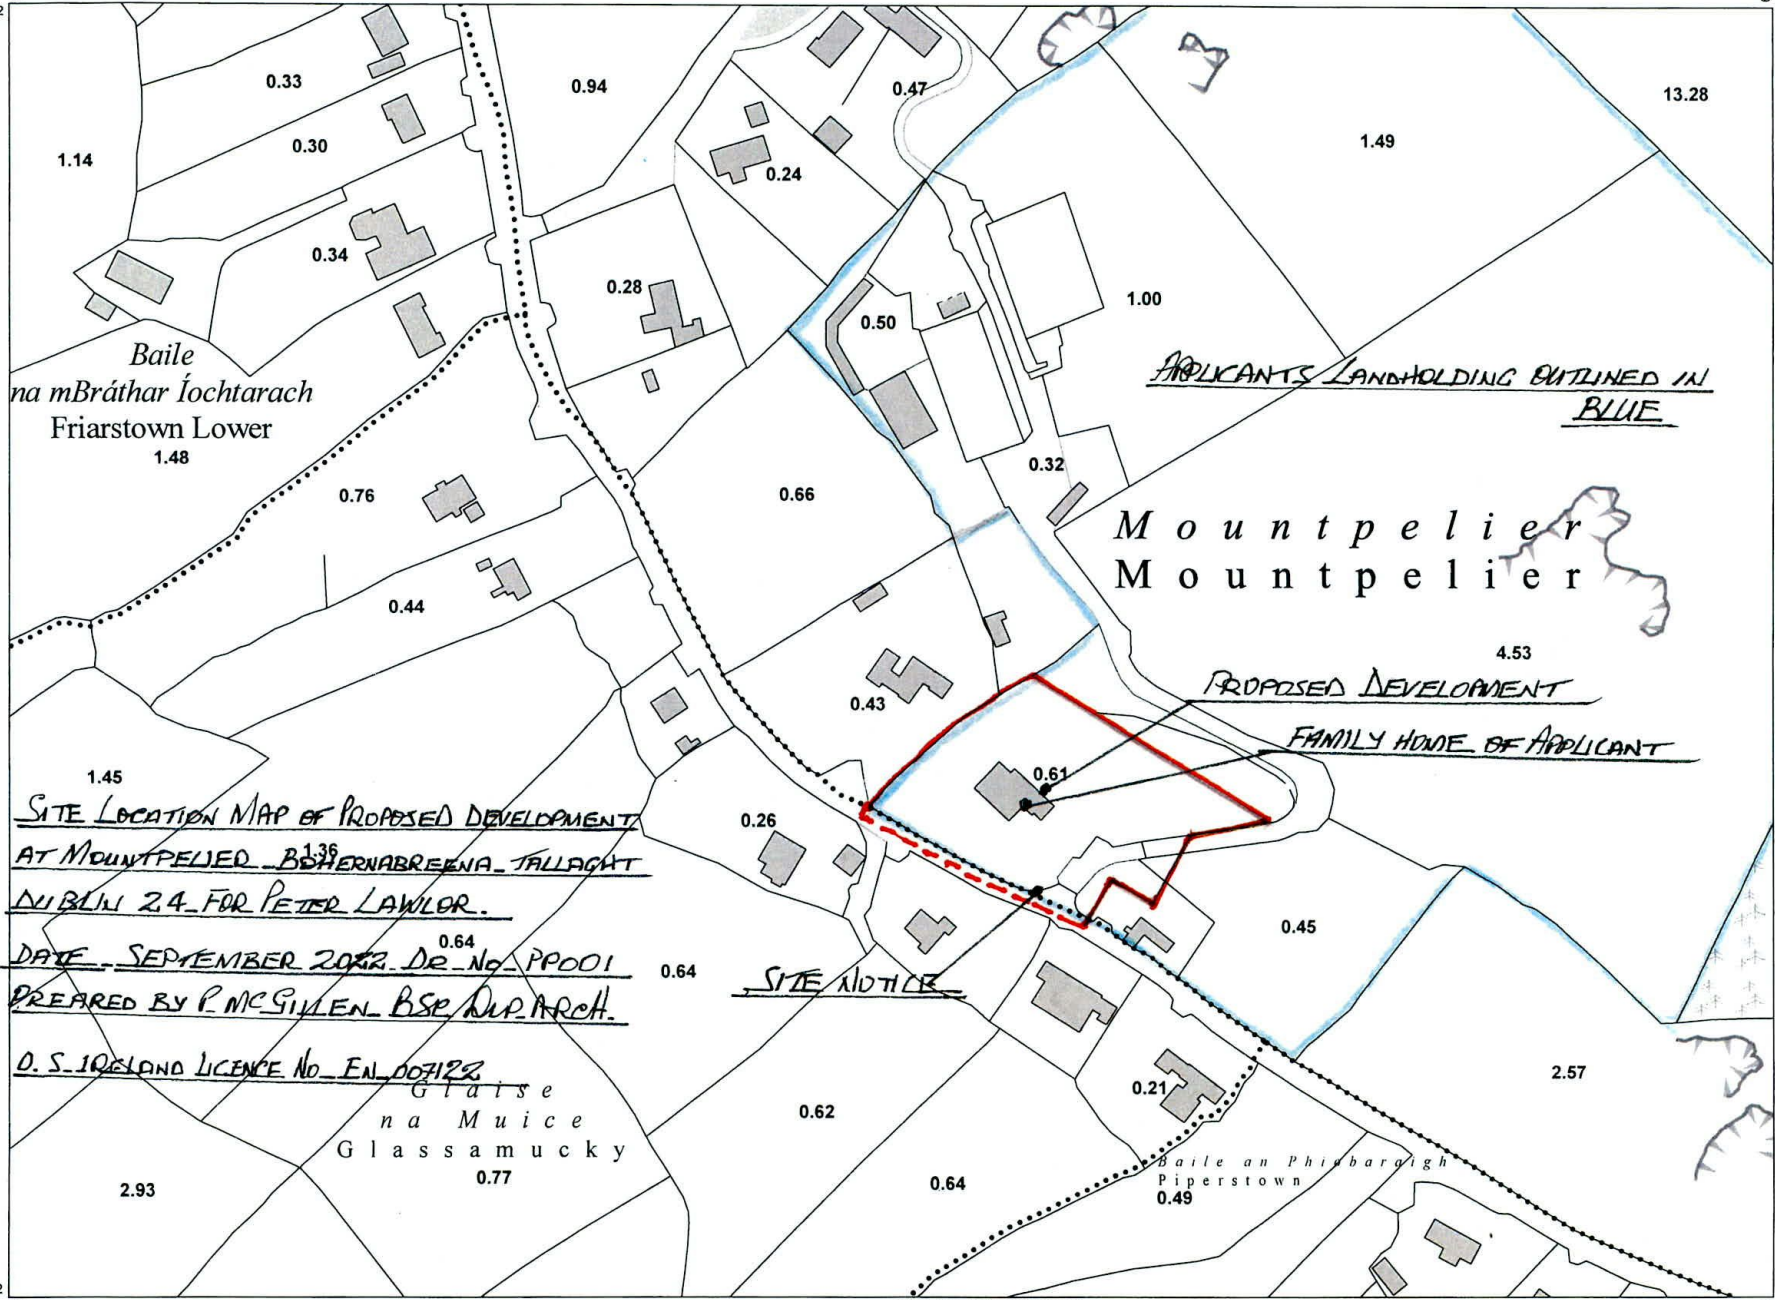 0.33
0.94
0.47
13.28
1.14
0.30
0.24
1.49
0.34
0.28
0.50
1.00
Baile
na mBráthar Íochtarach
Friarstown Lower
1.48
APPLICANTS LANDHOLDING OUTLINED IN
BLUE
0.76
0.66
0.32
Mountpelier
Mountpelier
0.44
4.53
0.43
PROPOSED DEVELOPMENT
FAMILY HOME OF APPLICANT
0.61
1.45
SITE LOCATION MAP OF PROPOSED DEVELOPMENT
0.26
1.36
AT MOUNTPELIED BOHERNABREENA TALLAGHT
DUBLIN 24 FOR PETER LAWLOR.
0.64
0.45
DATE SEPTEMBER 2022 DR No PP001
0.64
SITE NOTICE
PREARED BY P. MCGILLEN BSC DIP. ARCH.
O.S. IRELAND LICENCE No EN 007122
Glaise
na Muice
Glassamucky
0.77
0.62
0.21
2.57
2.93
0.64
Baile an Phíobaraigh
Piperstown
0.49